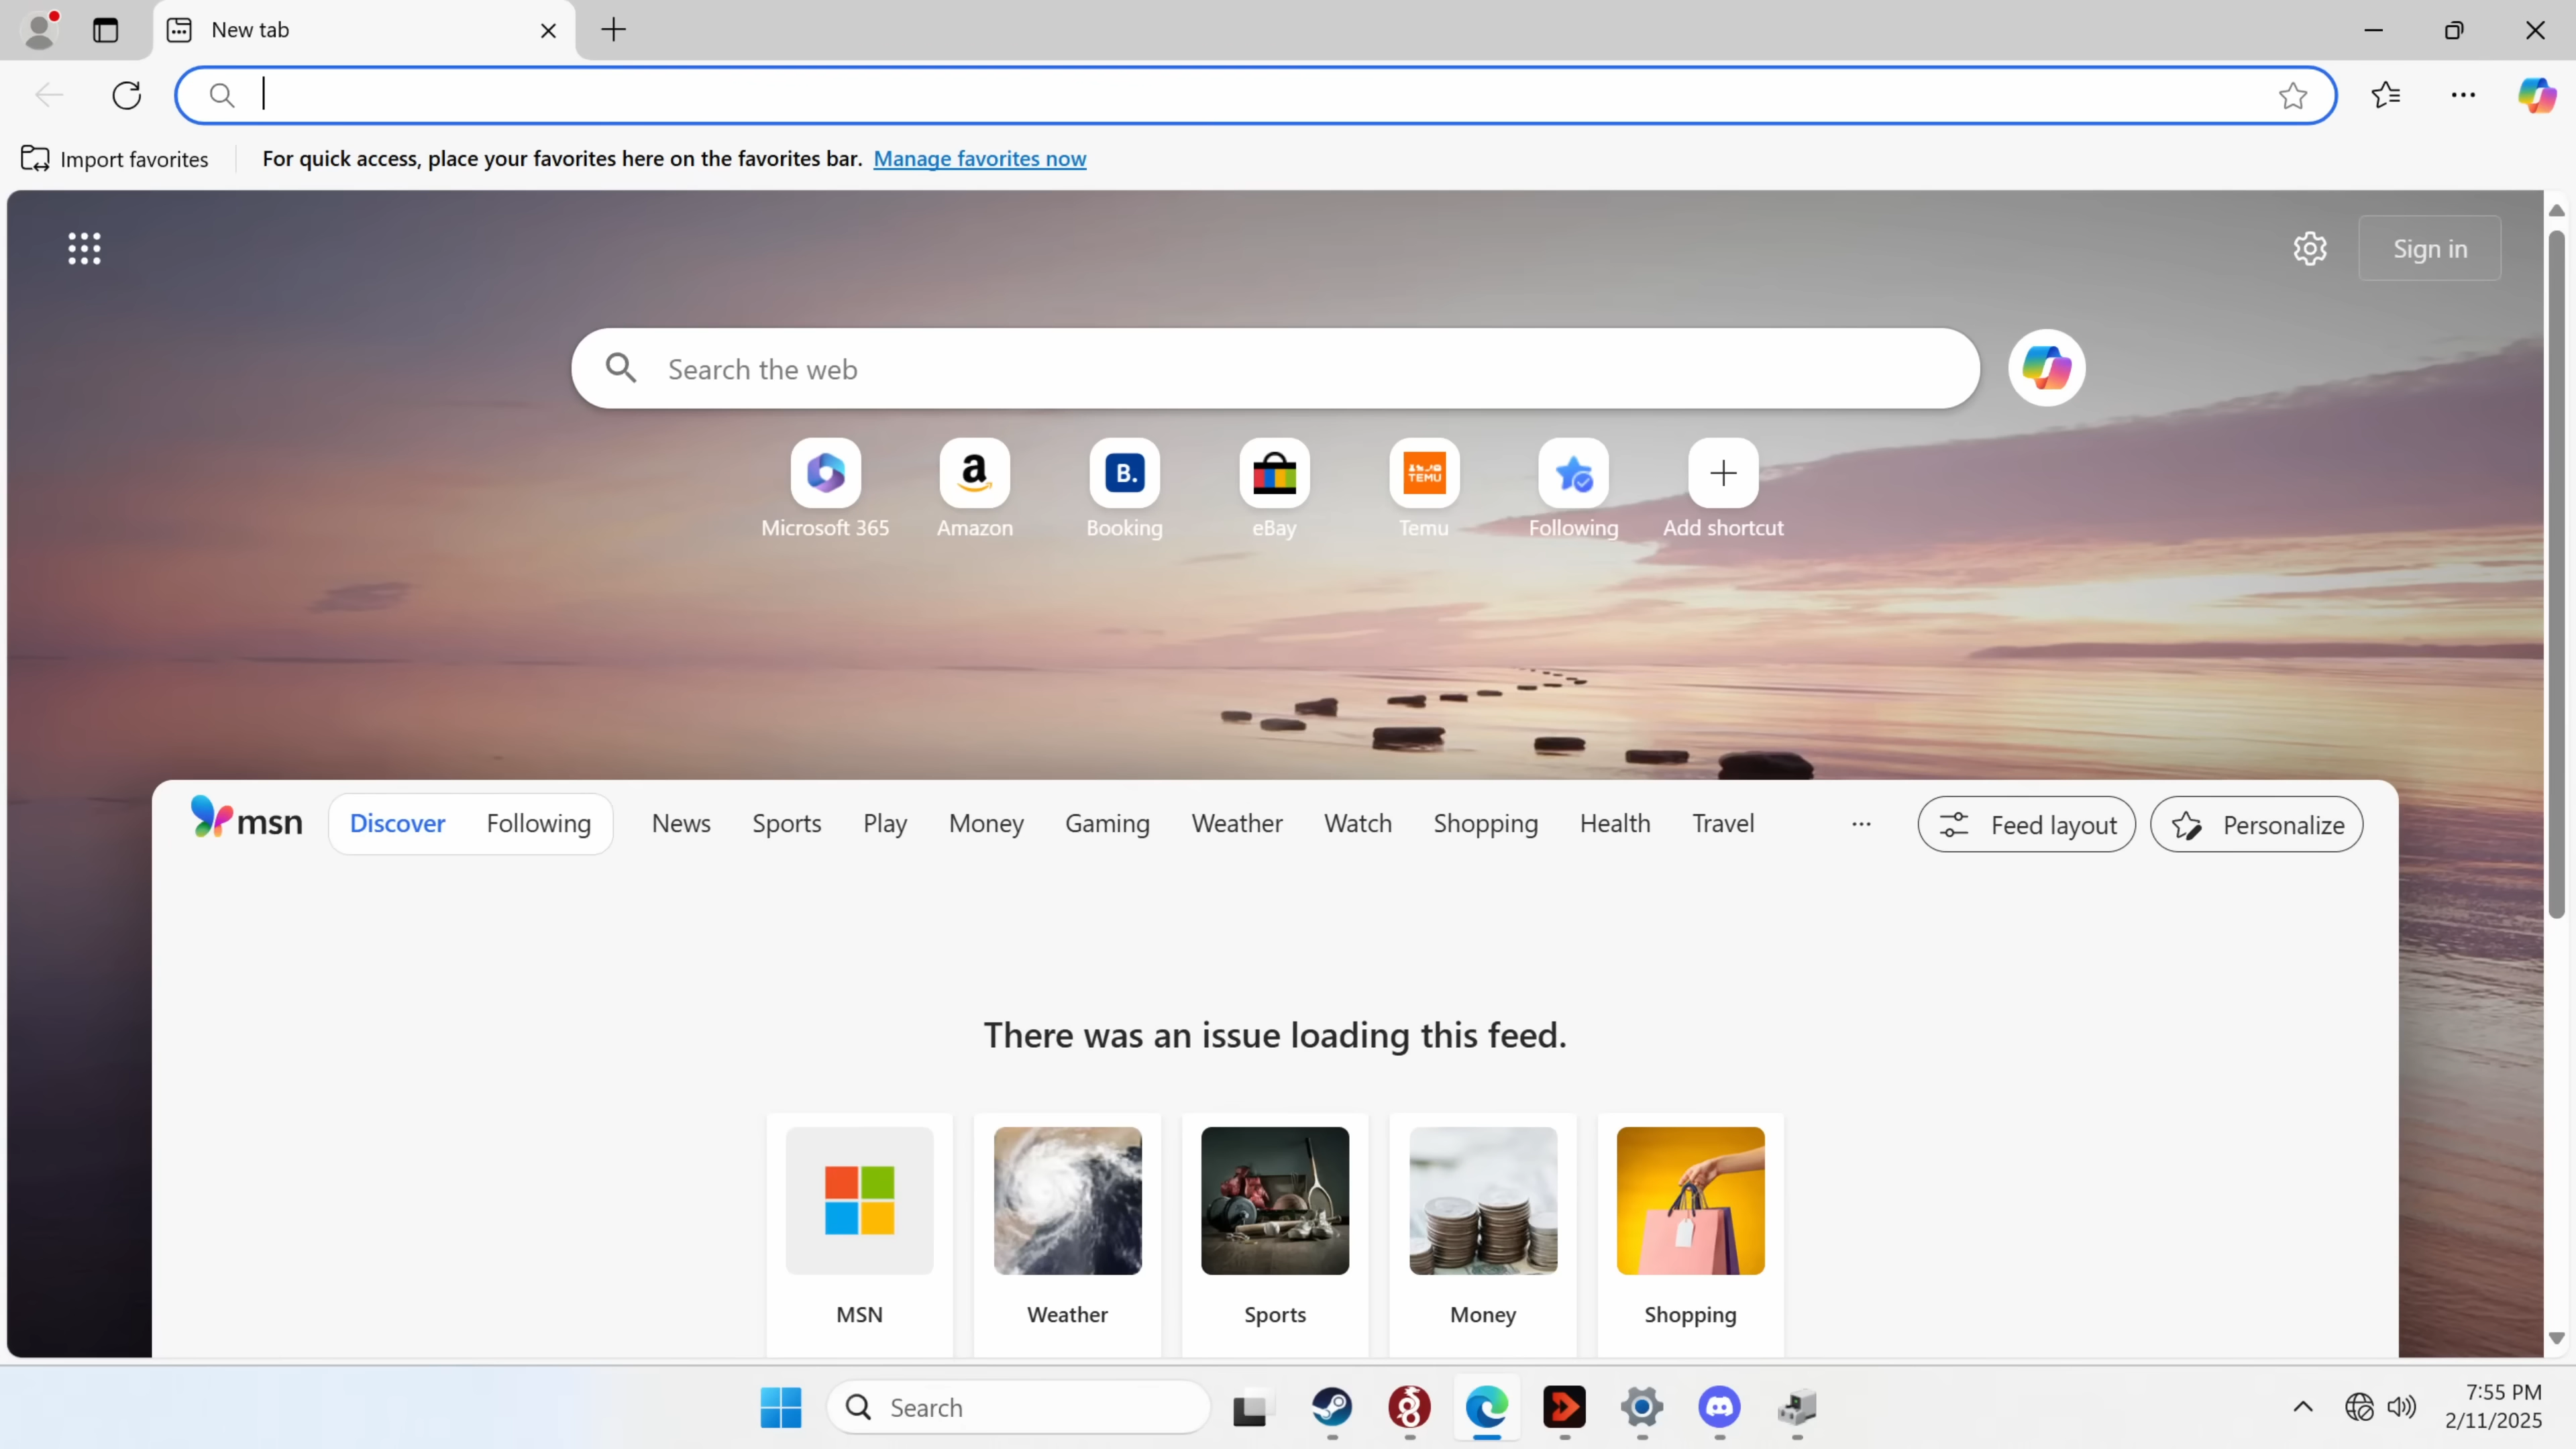 New tab
Import favorites
For quick access, place your favorites here on the favorites bar. Manage favorites now
Sign in
Search the web
B.
TEMU
Microsoft 365
Amazon
Booking
eBay
Temu
Following
Add shortcut
msn
Discover
Following
News
Sports
Play
Money
Gaming
Weather
Watch
Shopping
Health
Travel
Feed layout
Personalize
There was an issue loading this feed.
MSN
Weather
Sports
Money
Shopping
Search
7:55 PM
2/11/2025